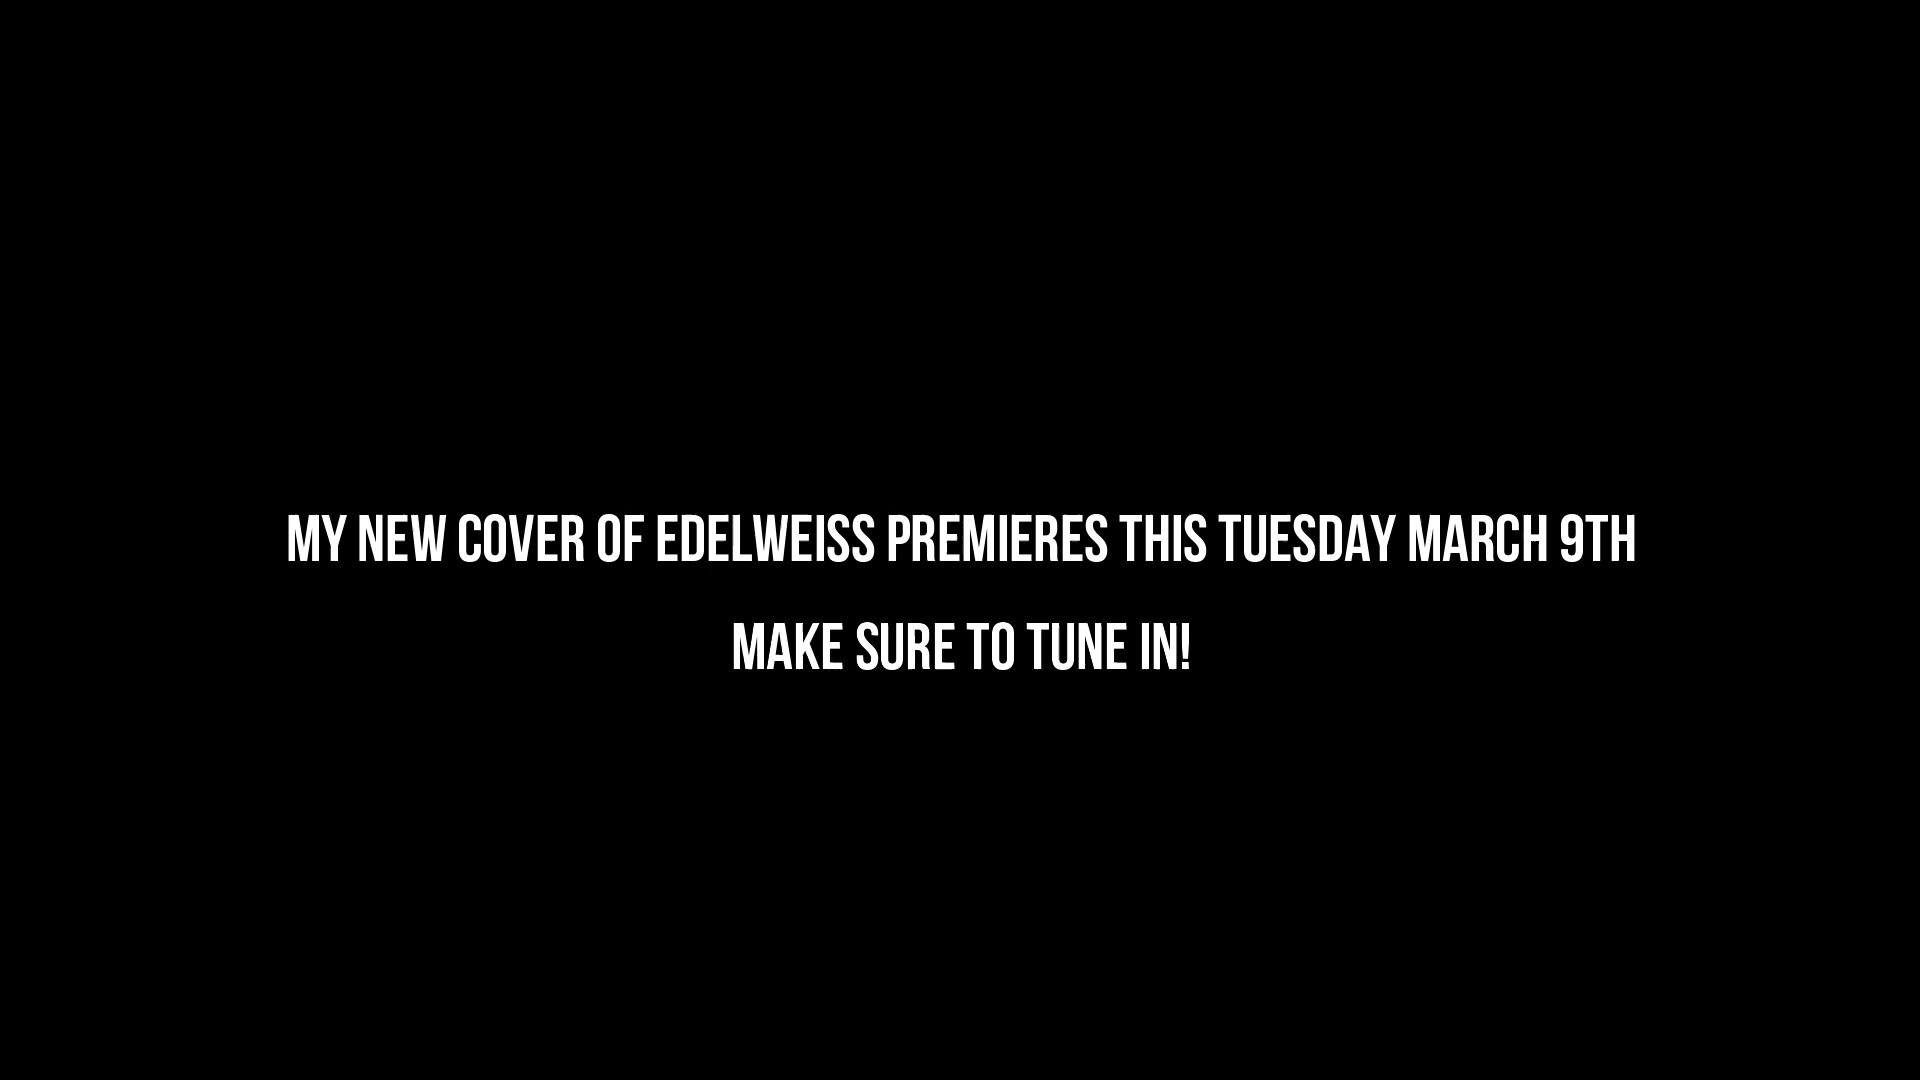 MY NEW COVER OF EDELWEISS PREMIERES THIS TUESDAY MARCH 9TH
MAKE SURE TO TUNE IN!